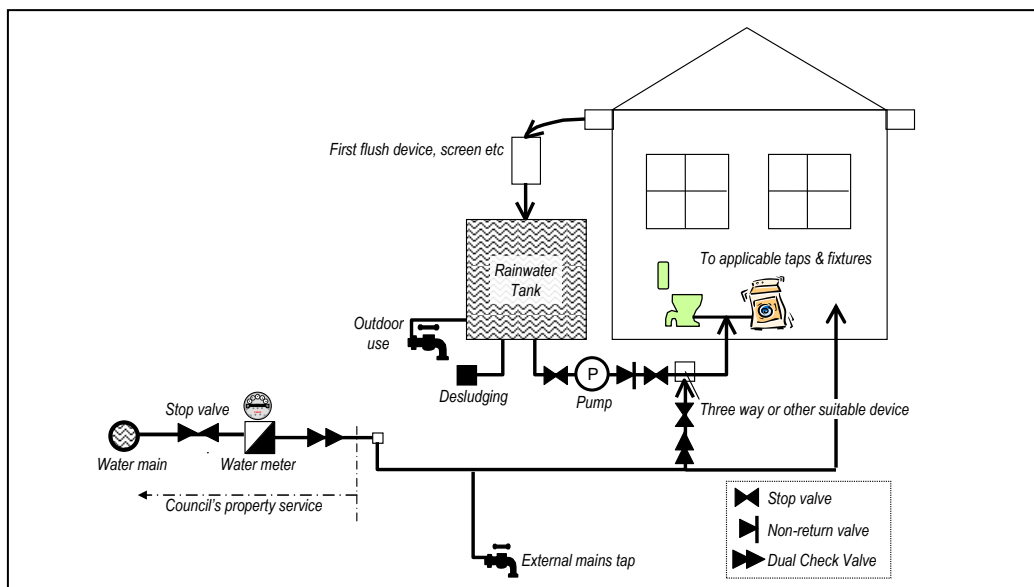 First flush device, screen etc
To applicable taps & fixtures
Rainwater
Tank
Outdoor
use
P
Desludging
Pump
Three way or other suitable device
Stop valve
Water main
Water meter
Council's property service
External mains tap
Stop valve
Non-return valve
Dual Check Valve